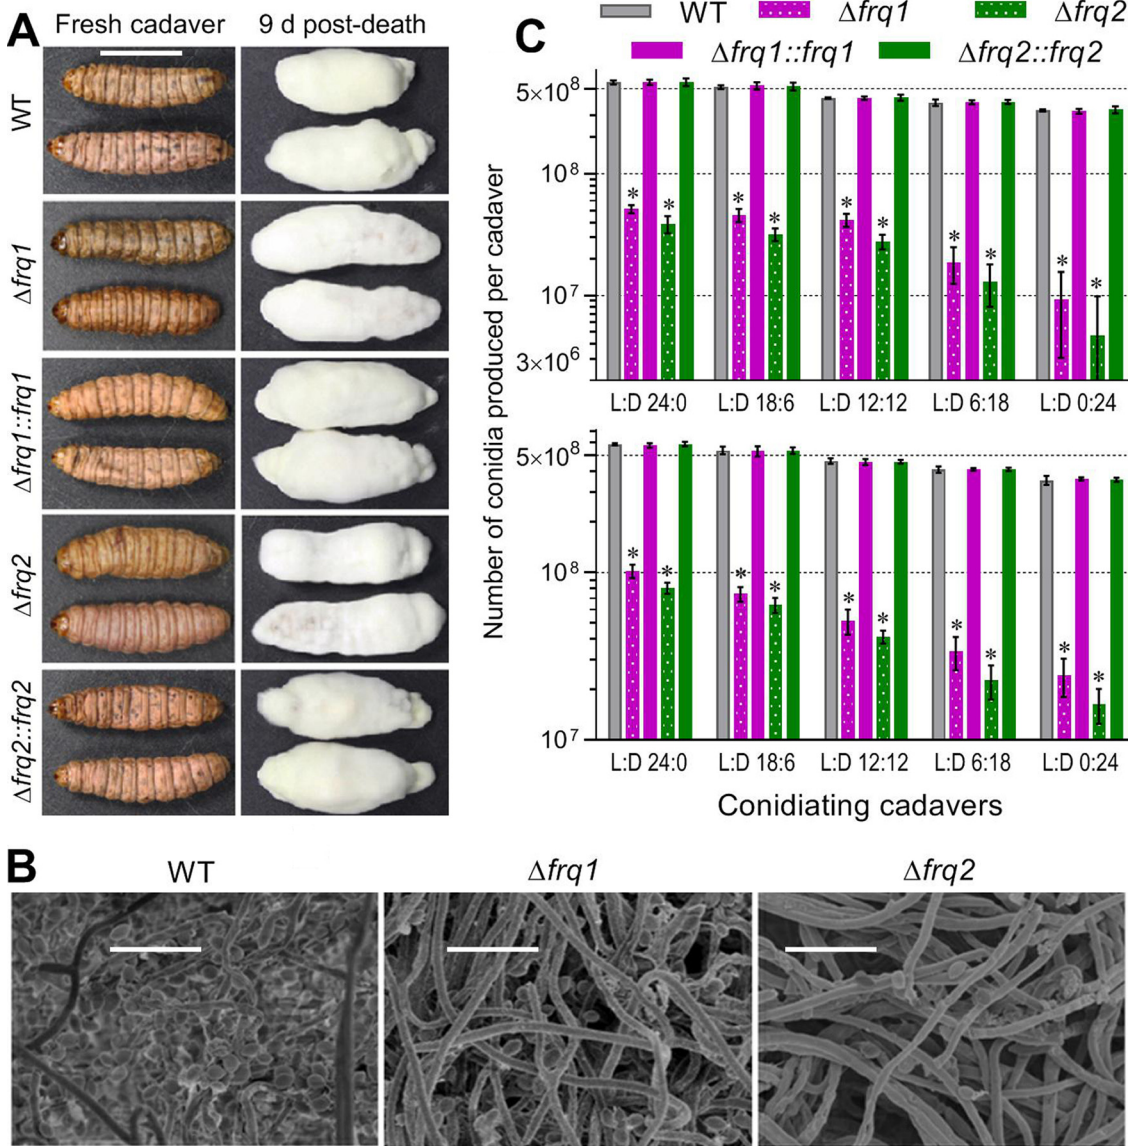 A
Fresh cadaver 9 d post-death
WT
Δfrq1
Δfrq1::frq1
Δfrq2
Δfrq2::frq2
C
WT Δfrq1 Δfrq2
Δfrq1::frq1 Δfrq2::frq2
Number of conidia produced per cadaver
5×10⁸
* * * * * * * * * *
10⁸
10⁷
3×10⁶
L:D 24:0 L:D 18:6 L:D 12:12 L:D 6:18 L:D 0:24
5×10⁸
* * * * * * * * * *
10⁸
10⁷
L:D 24:0 L:D 18:6 L:D 12:12 L:D 6:18 L:D 0:24
Conidiating cadavers
B
WT Δfrq1 Δfrq2